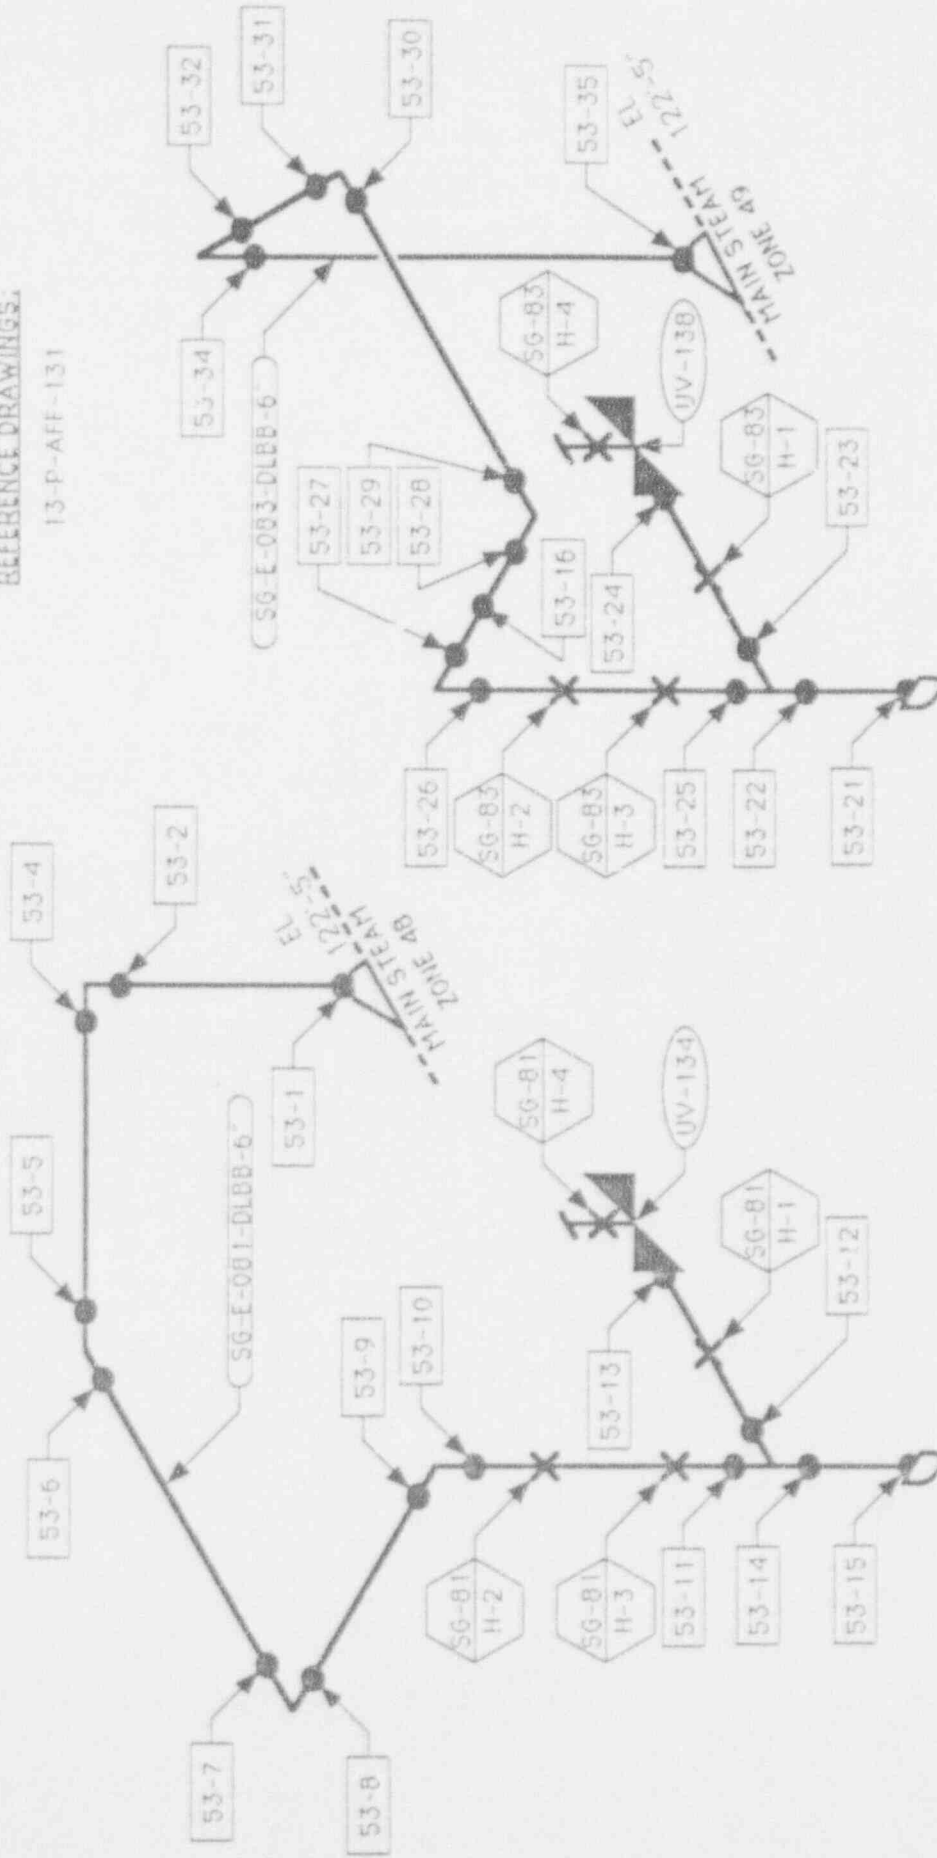 REFERENCE DRAWINGS:
13-P-AFF-131
53-32
53-31
53-30
53-34
SG-E-083-DLBB-6"
53-35
EL
122'-5"
MAIN STEAM
ZONE 49
53-27
53-29
53-28
53-16
53-24
SG-83
H-4
UV-138
SG-83
H-1
53-23
53-26
SG-83
H-2
SG-83
H-3
53-25
53-22
53-21
53-4
53-2
53-5
53-1
EL
122'-5"
MAIN STEAM
ZONE 48
SG-E-081-DLBB-6"
53-6
53-7
53-8
53-9
53-10
SG-81
H-4
UV-134
53-13
SG-81
H-1
53-12
SG-81
H-2
SG-81
H-3
53-11
53-14
53-15